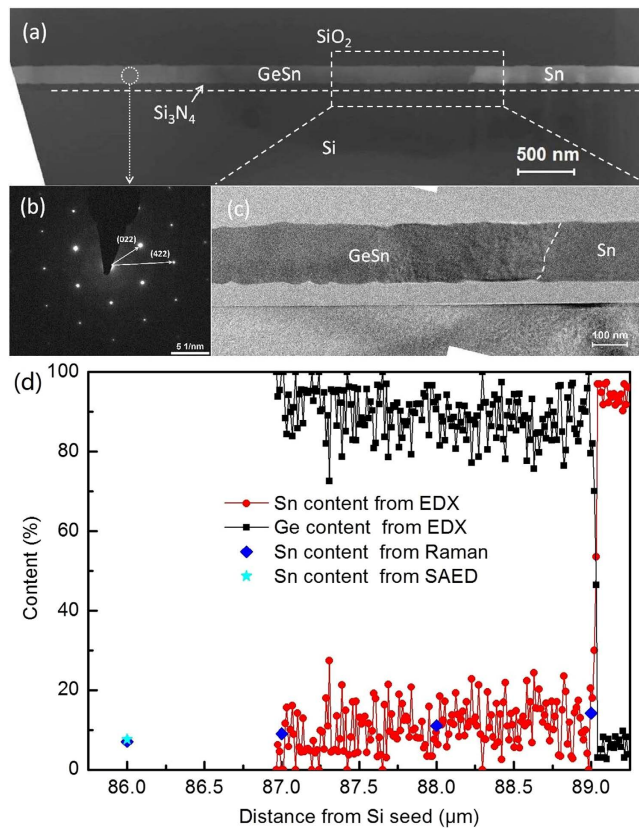 (a)
SiO2
GeSn
Sn
Si3N4
Si
500 nm
(b)
(022)
(422)
5 1/nm
(c)
GeSn
Sn
100 nm
(d)
100
80
60
40
20
0
Content (%)
Sn content from EDX
Ge content from EDX
Sn content from Raman
Sn content from SAED
86.0 86.5 87.0 87.5 88.0 88.5 89.0
Distance from Si seed (μm)